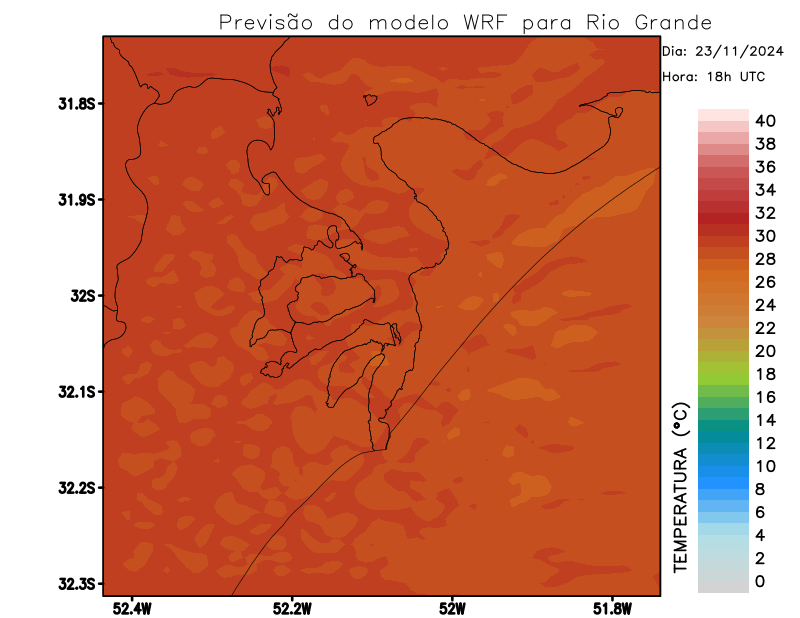 Previsão do modelo WRF para Rio Grande
Dia: 23/11/2024
Hora: 18h UTC
31.8S
31.9S
32S
32.1S
32.2S
32.3S
52.4W
52.2W
52W
51.8W
TEMPERATURA (°C)
40
38
36
34
32
30
28
26
24
22
20
18
16
14
12
10
8
6
4
2
0